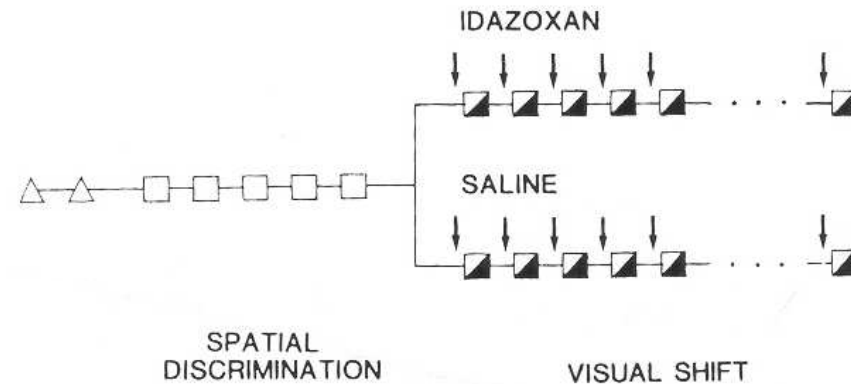 IDAZOXAN
SALINE
SPATIAL
DISCRIMINATION
VISUAL SHIFT